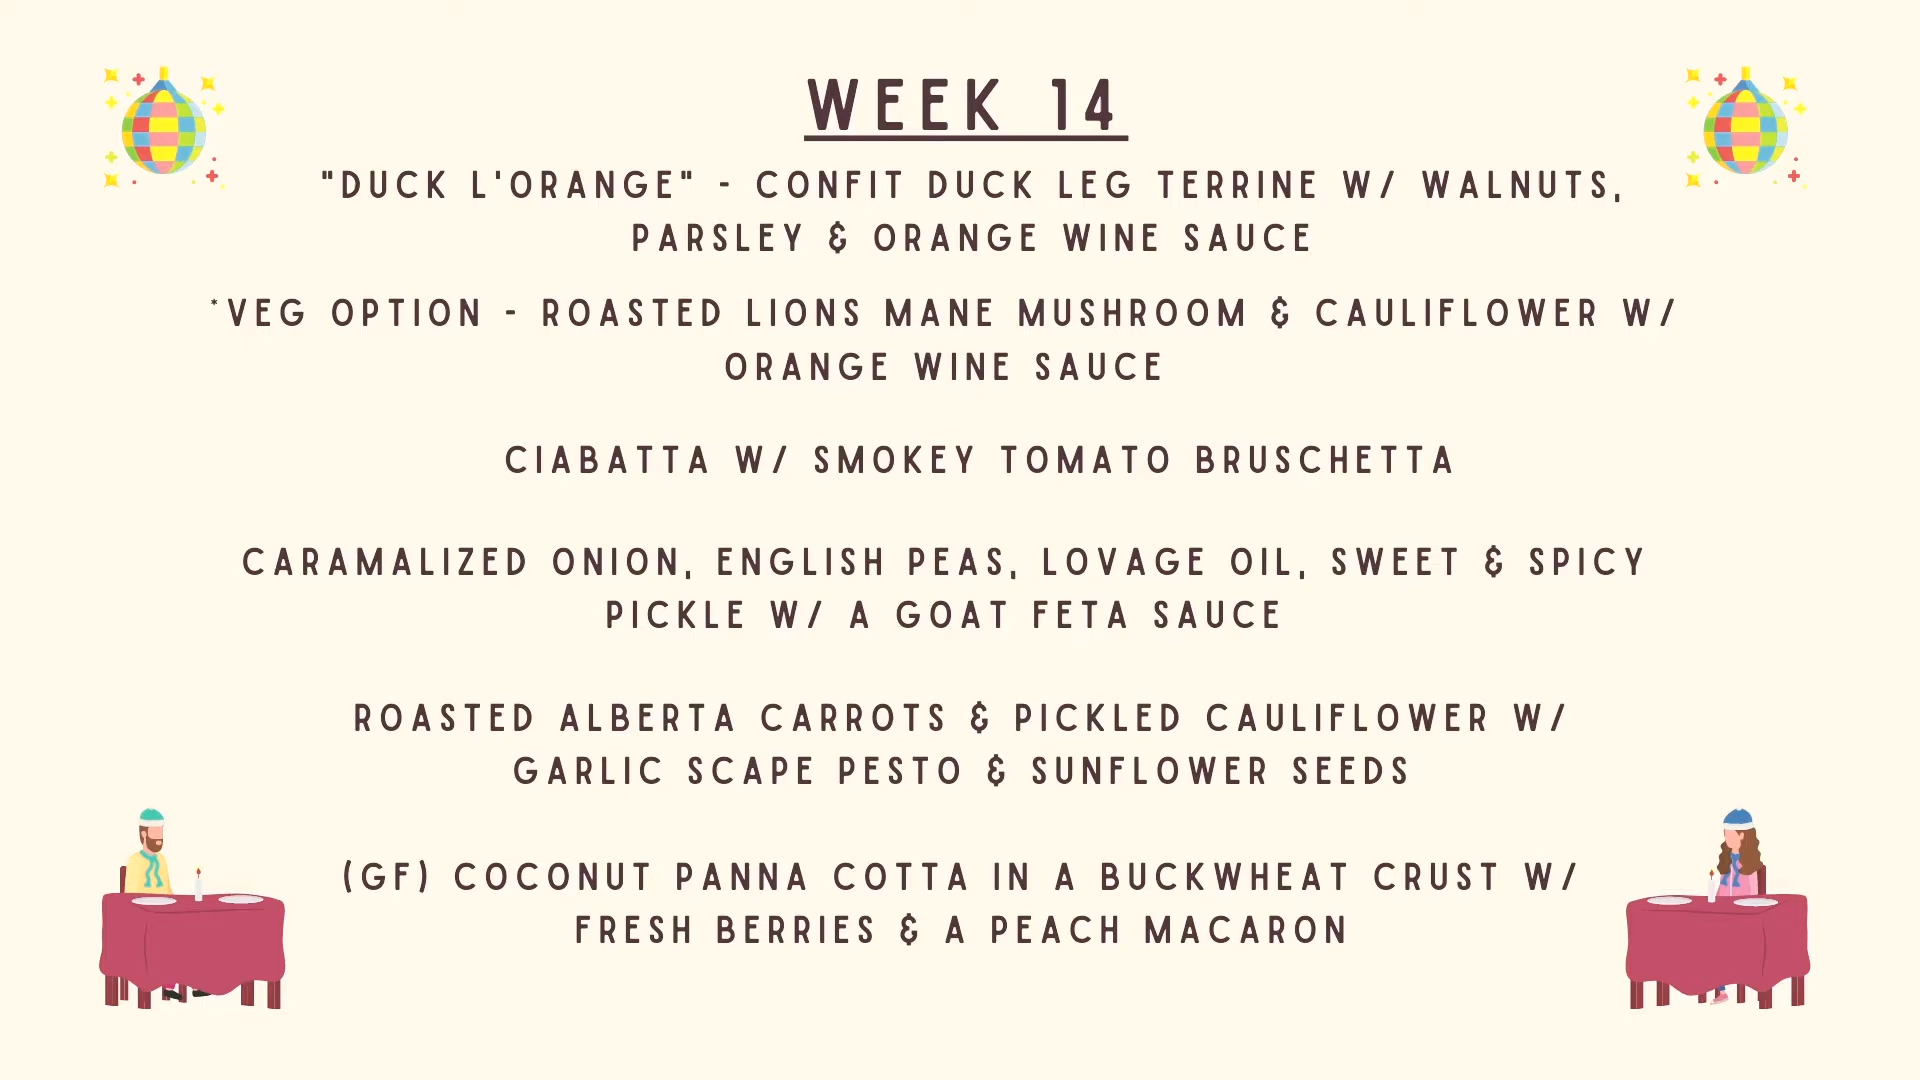 WEEK 14
"DUCK L'ORANGE" - CONFIT DUCK LEG TERRINE W/ WALNUTS,
PARSLEY & ORANGE WINE SAUCE
*VEG OPTION - ROASTED LIONS MANE MUSHROOM & CAULIFLOWER W/
ORANGE WINE SAUCE
CIABATTA W/ SMOKEY TOMATO BRUSCHETTA
CARAMALIZED ONION, ENGLISH PEAS, LOVAGE OIL, SWEET & SPICY
PICKLE W/ A GOAT FETA SAUCE
ROASTED ALBERTA CARROTS & PICKLED CAULIFLOWER W/
GARLIC SCAPE PESTO & SUNFLOWER SEEDS
(GF) COCONUT PANNA COTTA IN A BUCKWHEAT CRUST W/
FRESH BERRIES & A PEACH MACARON